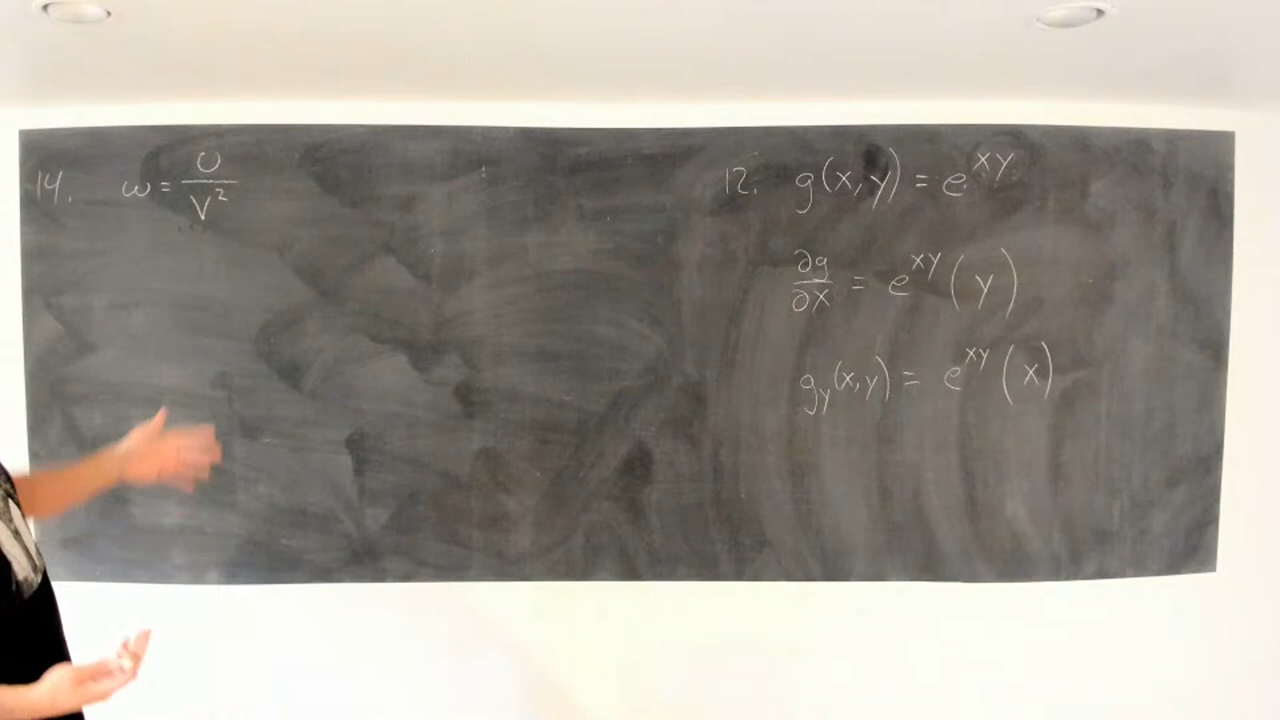 14. ω = U/V²
12. g(x,y) = e^xy
∂g/∂x = e^xy (y)
g_y(x,y) = e^xy (x)